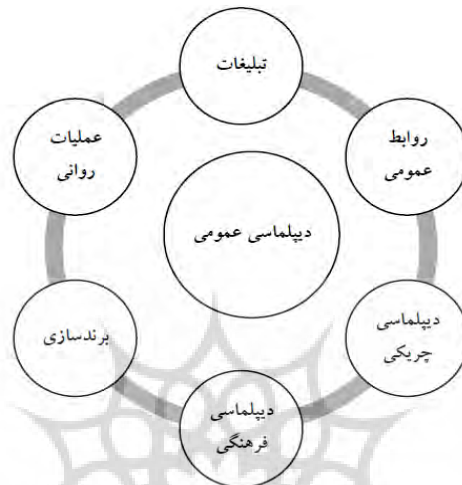 تبلیغات
روابط
عمومی
عملیات
روانی
دیپلماسی عمومی
دیپلماسی
چریکی
برندسازی
دیپلماسی
فرهنگی